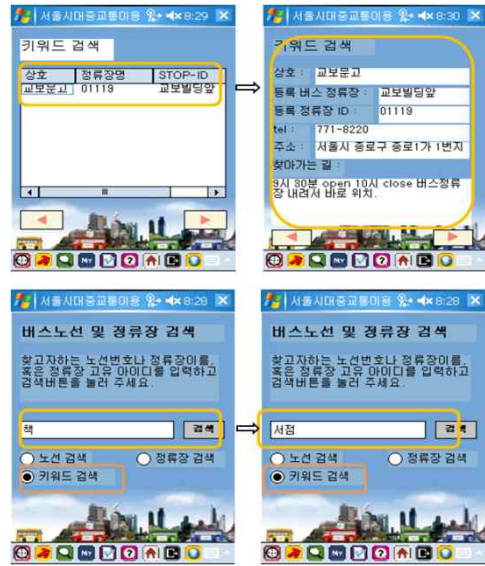 서울시대중교통이용 8:29
키워드 검색
상호 정류장명 STOP-ID
교보문고 01119 교보빌딩앞
MY
서울시대중교통이용 8:30
키워드 검색
상호 : 교보문고
등록 버스 정류장 : 교보빌딩앞
등록 정류장 ID : 01119
tel : 771-8220
주소 : 서울시 종로구 종로1가 1번지
찾아가는 길 :
9시 30분 open 10시 close 버스정류
장 내려서 바로 위치.
MY
서울시대중교통이용 8:28
버스노선 및 정류장 검색
찾고자하는 노선번호나 정류장이름,
혹은 정류장 고유 아이디를 입력하고
검색버튼을 눌러 주세요.
책 검색
노선 검색 정류장 검색
키워드 검색
MY
서울시대중교통이용 8:28
버스노선 및 정류장 검색
찾고자하는 노선번호나 정류장이름,
혹은 정류장 고유 아이디를 입력하고
검색버튼을 눌러 주세요.
서점 검색
노선 검색 정류장 검색
키워드 검색
MY